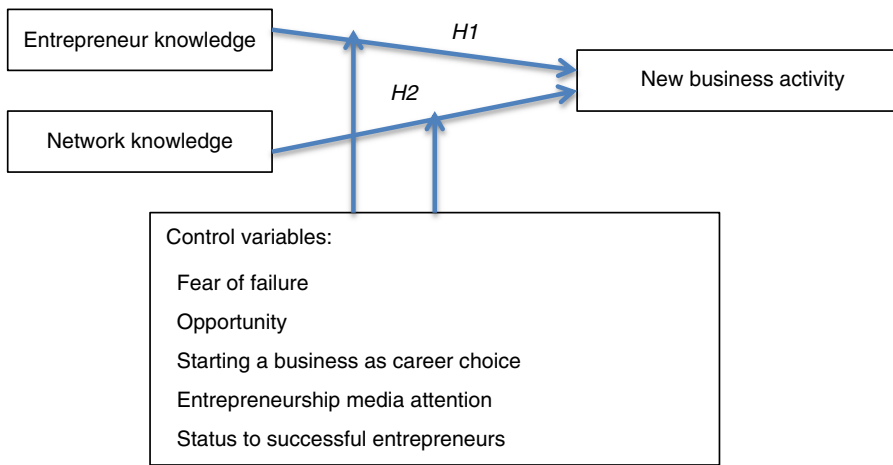 Entrepreneur knowledge
H1
New business activity
H2
Network knowledge
Control variables:
Fear of failure
Opportunity
Starting a business as career choice
Entrepreneurship media attention
Status to successful entrepreneurs